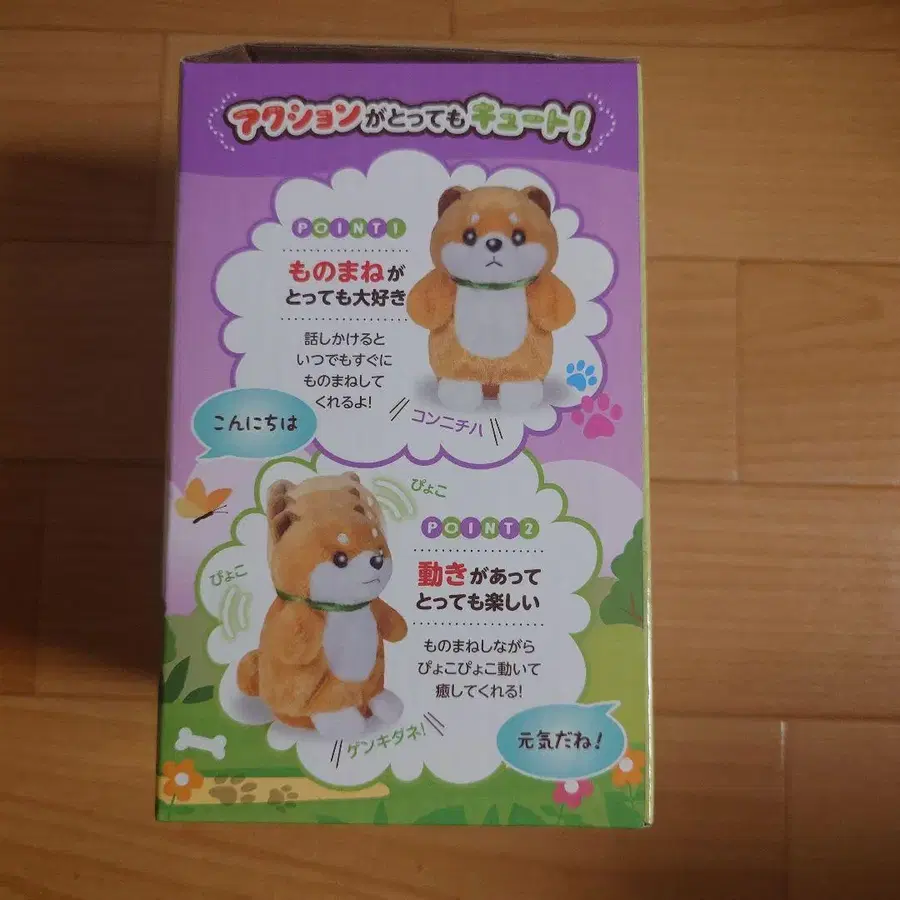 アクションがとってもキュート!
POINT1
ものまねが
とっても大好き
話しかけると
いつでもすぐに
ものまねして
くれるよ!
コンニチハ
こんにちは
ぴょこ
POINT2
ぴょこ
動きがあって
とっても楽しい
ものまねしながら
ぴょこぴょこ動いて
癒してくれる!
ゲンキダネ!
元気だね!